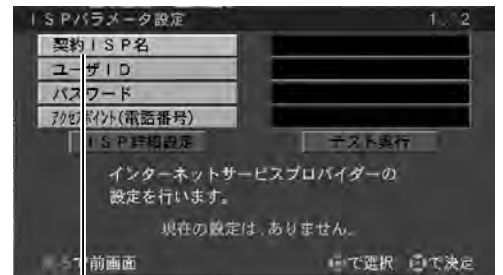 ISPパラメータ設定 1/2
契約ISP名
ユーザID
パスワード
アクセスポイント(電話番号)
ISP詳細設定 テスト実行
インターネットサービスプロバイダーの
設定を行います。
現在の設定は、ありません。
で前画面 で選択 で決定